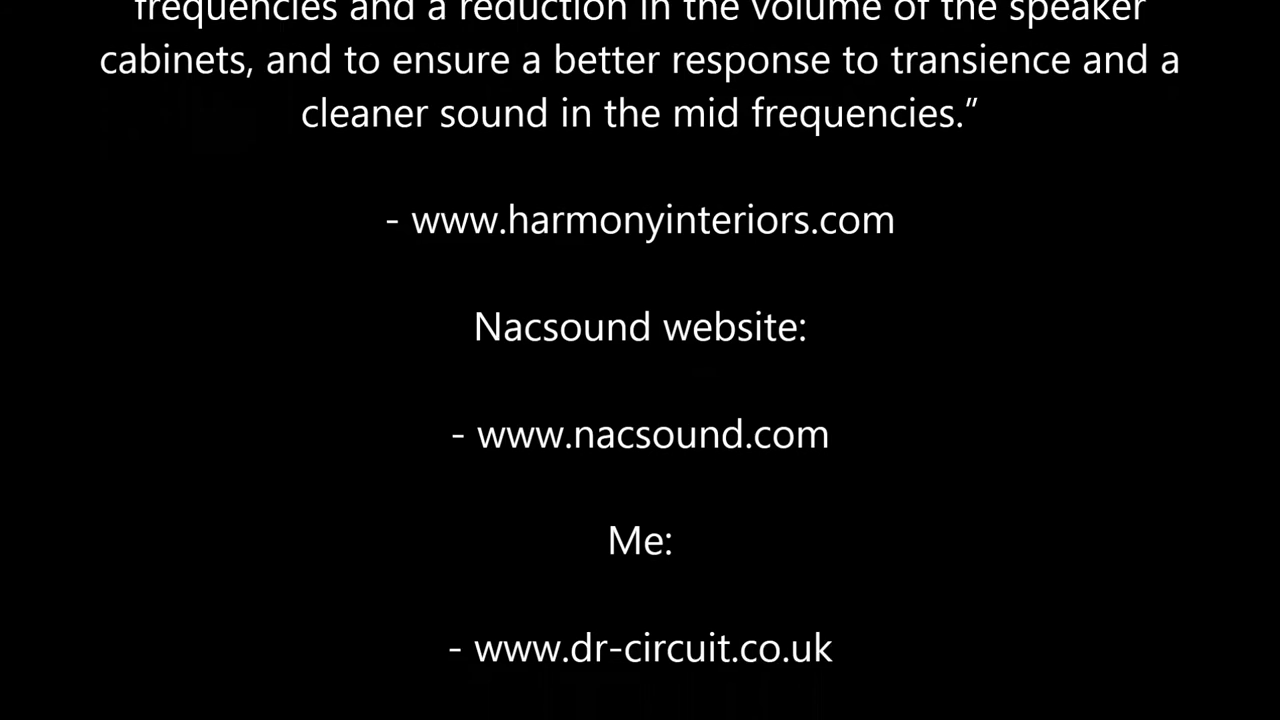 frequencies and a reduction in the volume of the speaker
cabinets, and to ensure a better response to transience and a
cleaner sound in the mid frequencies.”
- www.harmonyinteriors.com
Nacsound website:
- www.nacsound.com
Me:
- www.dr-circuit.co.uk